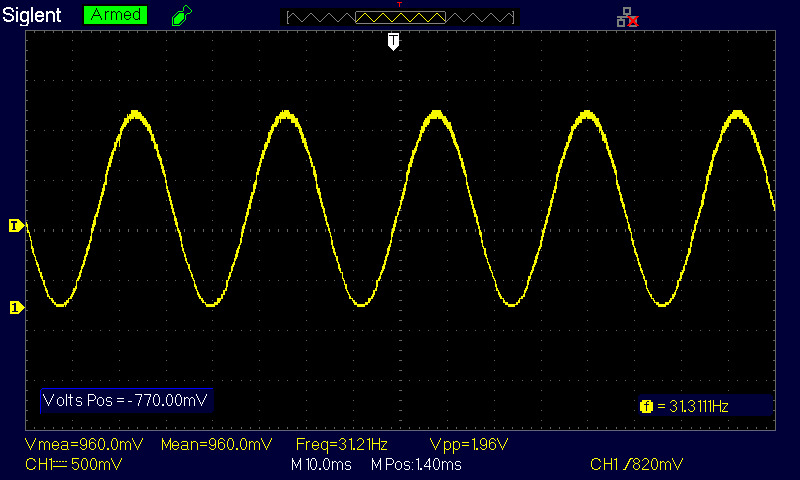 Siglent Armed T
T
T
1
Volts Pos =-770.00mV
f = 31.3111Hz
Vmea=960.0mV Mean=960.0mV Freq=31.21Hz Vpp=1.96V
CH1 500mV M 10.0ms M Pos:1.40ms CH1 820mV